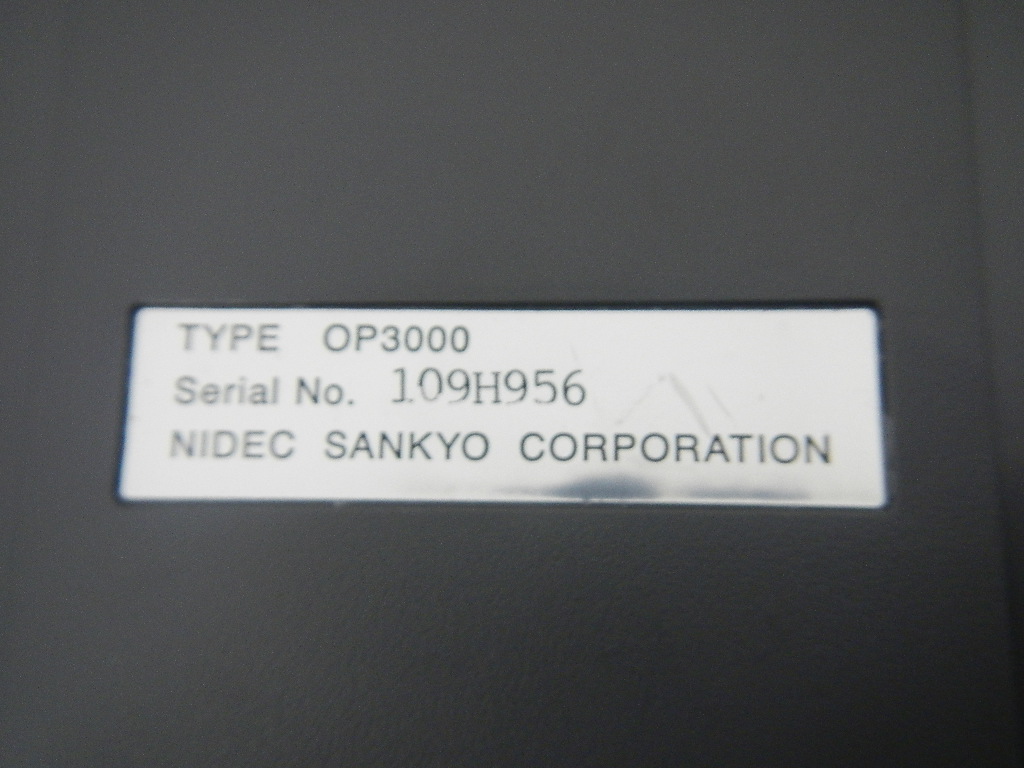 TYPE OP3000
Serial No. 109H956
NIDEC SANKYO CORPORATION